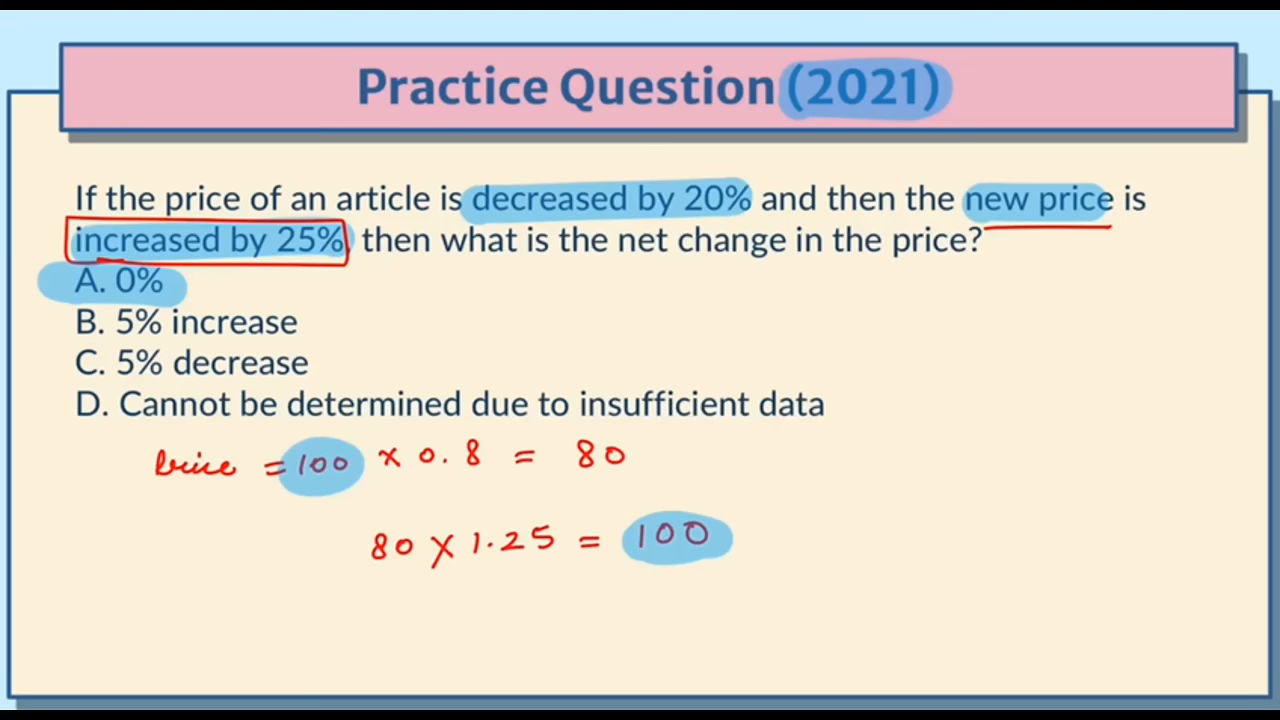 Practice Question (2021)
If the price of an article is decreased by 20% and then the new price is
increased by 25%, then what is the net change in the price?
A. 0%
B. 5% increase
C. 5% decrease
D. Cannot be determined due to insufficient data
Price = 100 × 0.8 = 80
80 × 1.25 = 100